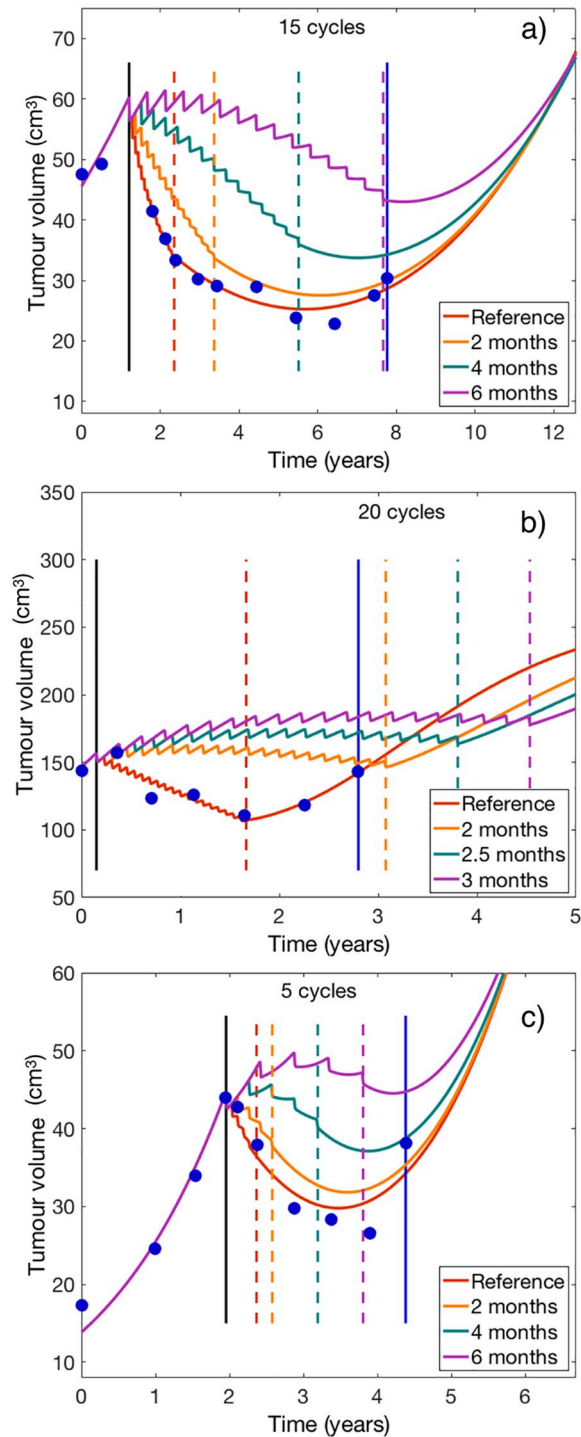 15 cycles
a)
70
60
50
40
30
20
10
Tumour volume (cm³)
Reference
2 months
4 months
6 months
0 2 4 6 8 10 12
Time (years)
20 cycles
b)
350
300
250
200
150
100
50
Tumour volume (cm³)
Reference
2 months
2.5 months
3 months
0 1 2 3 4 5
Time (years)
5 cycles
c)
60
50
40
30
20
10
Tumour volume (cm³)
Reference
2 months
4 months
6 months
0 1 2 3 4 5 6
Time (years)